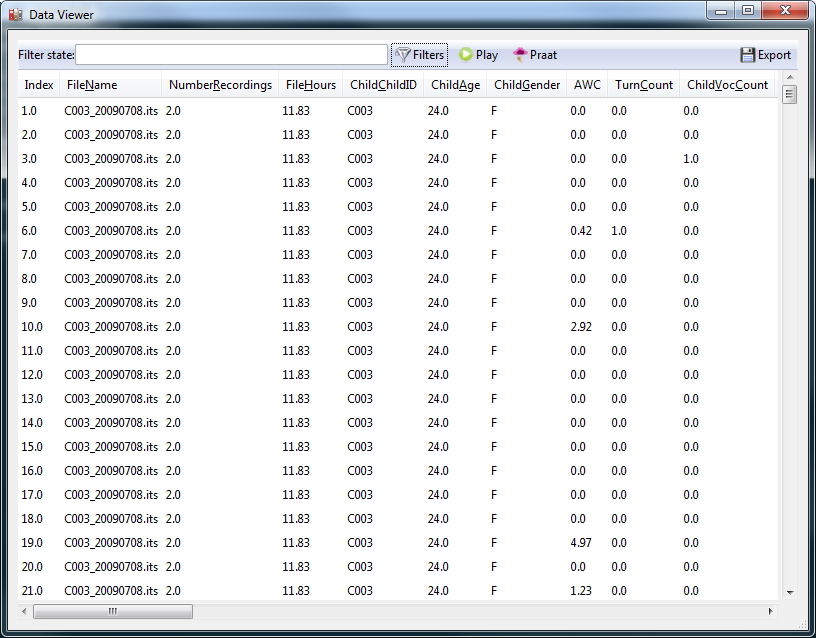 Data Viewer
Filter state: Filters Play Praat Export
Index FileName NumberRecordings FileHours ChildChildID ChildAge ChildGender AWC TurnCount ChildVocCount
1.0 C003_20090708.its 2.0 11.83 C003 24.0 F 0.0 0.0 0.0
2.0 C003_20090708.its 2.0 11.83 C003 24.0 F 0.0 0.0 0.0
3.0 C003_20090708.its 2.0 11.83 C003 24.0 F 0.0 0.0 1.0
4.0 C003_20090708.its 2.0 11.83 C003 24.0 F 0.0 0.0 0.0
5.0 C003_20090708.its 2.0 11.83 C003 24.0 F 0.0 0.0 0.0
6.0 C003_20090708.its 2.0 11.83 C003 24.0 F 0.42 1.0 0.0
7.0 C003_20090708.its 2.0 11.83 C003 24.0 F 0.0 0.0 0.0
8.0 C003_20090708.its 2.0 11.83 C003 24.0 F 0.0 0.0 0.0
9.0 C003_20090708.its 2.0 11.83 C003 24.0 F 0.0 0.0 0.0
10.0 C003_20090708.its 2.0 11.83 C003 24.0 F 2.92 0.0 0.0
11.0 C003_20090708.its 2.0 11.83 C003 24.0 F 0.0 0.0 0.0
12.0 C003_20090708.its 2.0 11.83 C003 24.0 F 0.0 0.0 0.0
13.0 C003_20090708.its 2.0 11.83 C003 24.0 F 0.0 0.0 0.0
14.0 C003_20090708.its 2.0 11.83 C003 24.0 F 0.0 0.0 0.0
15.0 C003_20090708.its 2.0 11.83 C003 24.0 F 0.0 0.0 0.0
16.0 C003_20090708.its 2.0 11.83 C003 24.0 F 0.0 0.0 0.0
17.0 C003_20090708.its 2.0 11.83 C003 24.0 F 0.0 0.0 0.0
18.0 C003_20090708.its 2.0 11.83 C003 24.0 F 0.0 0.0 0.0
19.0 C003_20090708.its 2.0 11.83 C003 24.0 F 4.97 0.0 0.0
20.0 C003_20090708.its 2.0 11.83 C003 24.0 F 0.0 0.0 0.0
21.0 C003_20090708.its 2.0 11.83 C003 24.0 F 1.23 0.0 0.0